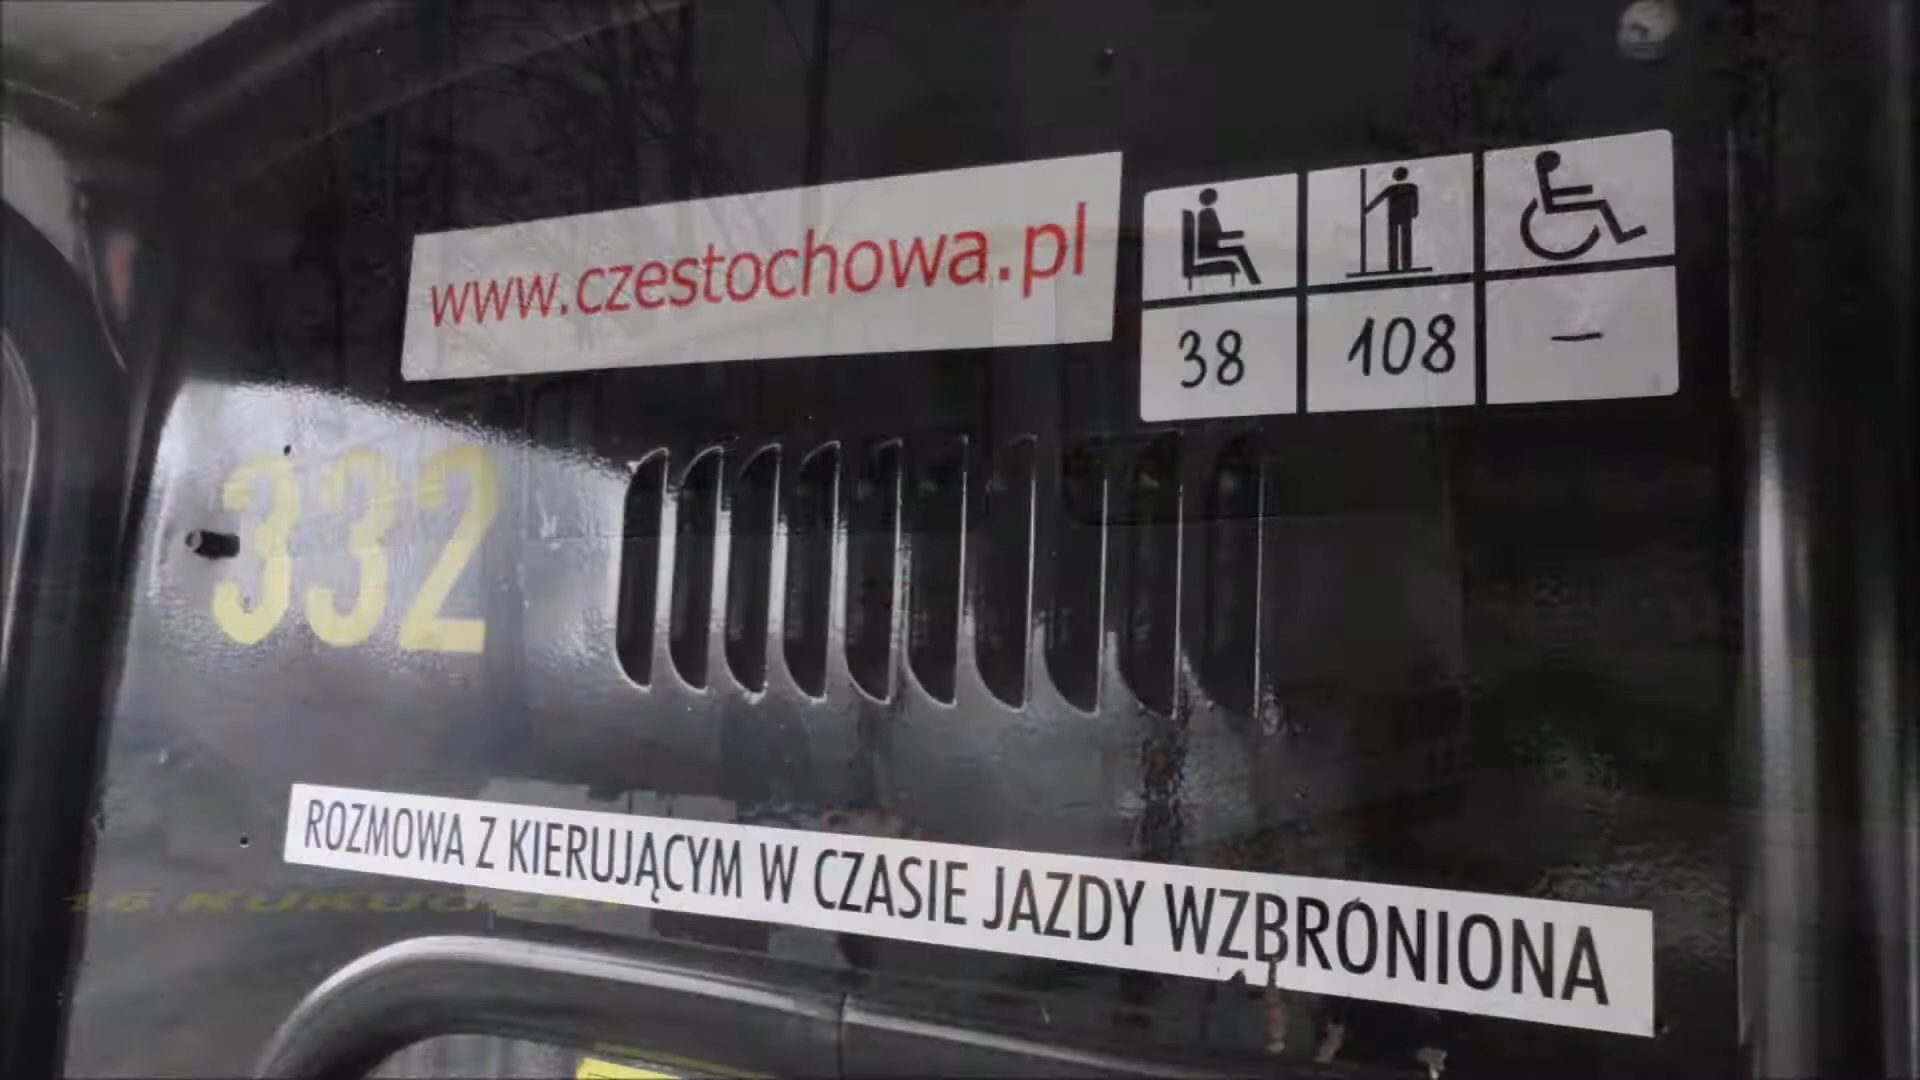 www.czestochowa.pl
38 108 –
332
ROZMOWA Z KIERUJĄCYM W CZASIE JAZDY WZBRONIONA